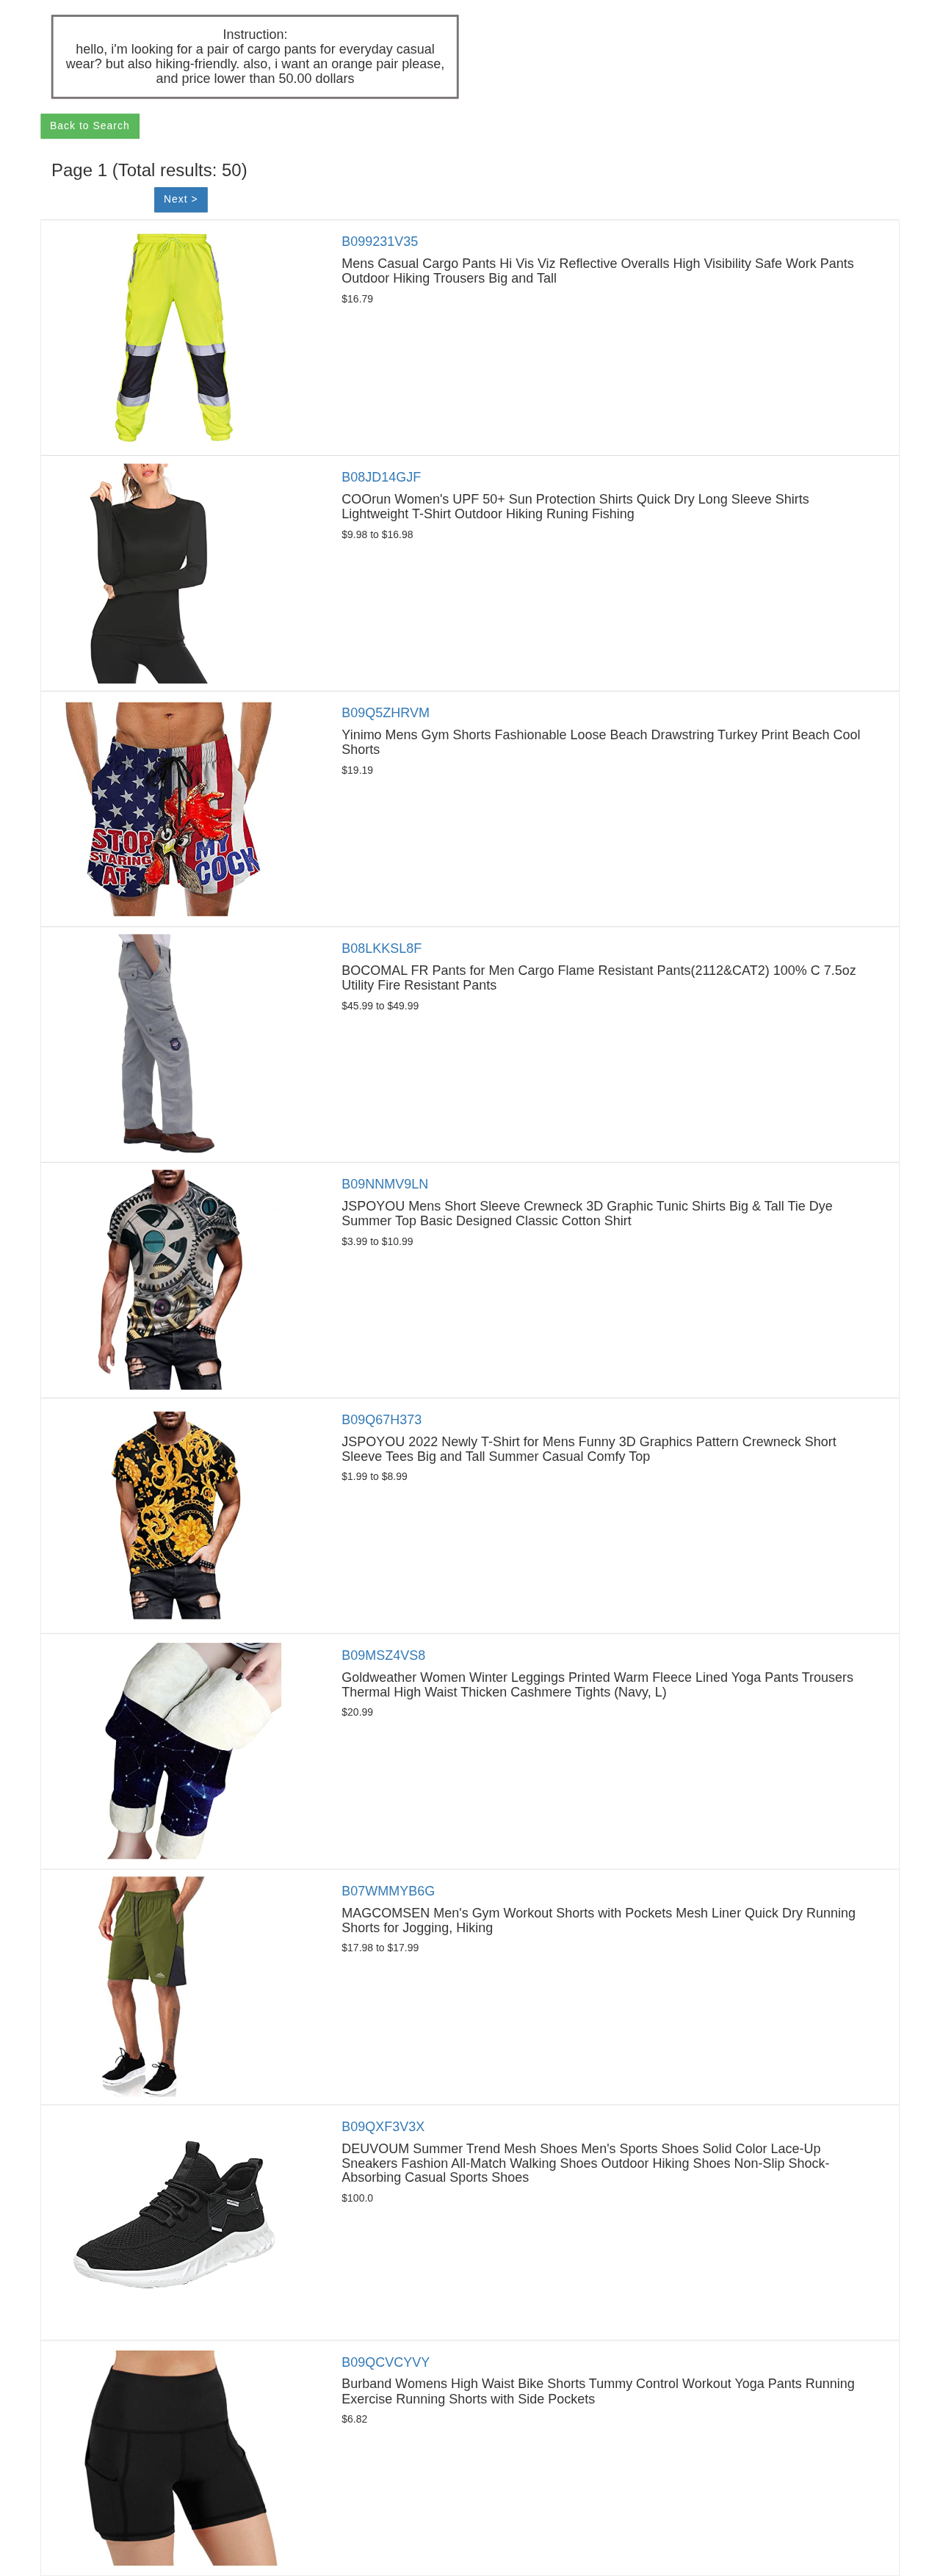 Instruction:
hello, i'm looking for a pair of cargo pants for everyday casual
wear? but also hiking-friendly. also, i want an orange pair please,
and price lower than 50.00 dollars
Back to Search
Page 1 (Total results: 50)
Next >
B099231V35
Mens Casual Cargo Pants Hi Vis Viz Reflective Overalls High Visibility Safe Work Pants
Outdoor Hiking Trousers Big and Tall
$16.79
B08JD14GJF
COOrun Women's UPF 50+ Sun Protection Shirts Quick Dry Long Sleeve Shirts
Lightweight T-Shirt Outdoor Hiking Runing Fishing
$9.98 to $16.98
STOP
STARING
AT
MY
COCK
B09Q5ZHRVM
Yinimo Mens Gym Shorts Fashionable Loose Beach Drawstring Turkey Print Beach Cool
Shorts
$19.19
B08LKKSL8F
BOCOMAL FR Pants for Men Cargo Flame Resistant Pants(2112&CAT2) 100% C 7.5oz
Utility Fire Resistant Pants
$45.99 to $49.99
B09NNMV9LN
JSPOYOU Mens Short Sleeve Crewneck 3D Graphic Tunic Shirts Big & Tall Tie Dye
Summer Top Basic Designed Classic Cotton Shirt
$3.99 to $10.99
B09Q67H373
JSPOYOU 2022 Newly T-Shirt for Mens Funny 3D Graphics Pattern Crewneck Short
Sleeve Tees Big and Tall Summer Casual Comfy Top
$1.99 to $8.99
B09MSZ4VS8
Goldweather Women Winter Leggings Printed Warm Fleece Lined Yoga Pants Trousers
Thermal High Waist Thicken Cashmere Tights (Navy, L)
$20.99
B07WMMYB6G
MAGCOMSEN Men's Gym Workout Shorts with Pockets Mesh Liner Quick Dry Running
Shorts for Jogging, Hiking
$17.98 to $17.99
B09QXF3V3X
DEUVOUM Summer Trend Mesh Shoes Men's Sports Shoes Solid Color Lace-Up
Sneakers Fashion All-Match Walking Shoes Outdoor Hiking Shoes Non-Slip Shock-
Absorbing Casual Sports Shoes
$100.0
B09QCVCYVY
Burband Womens High Waist Bike Shorts Tummy Control Workout Yoga Pants Running
Exercise Running Shorts with Side Pockets
$6.82